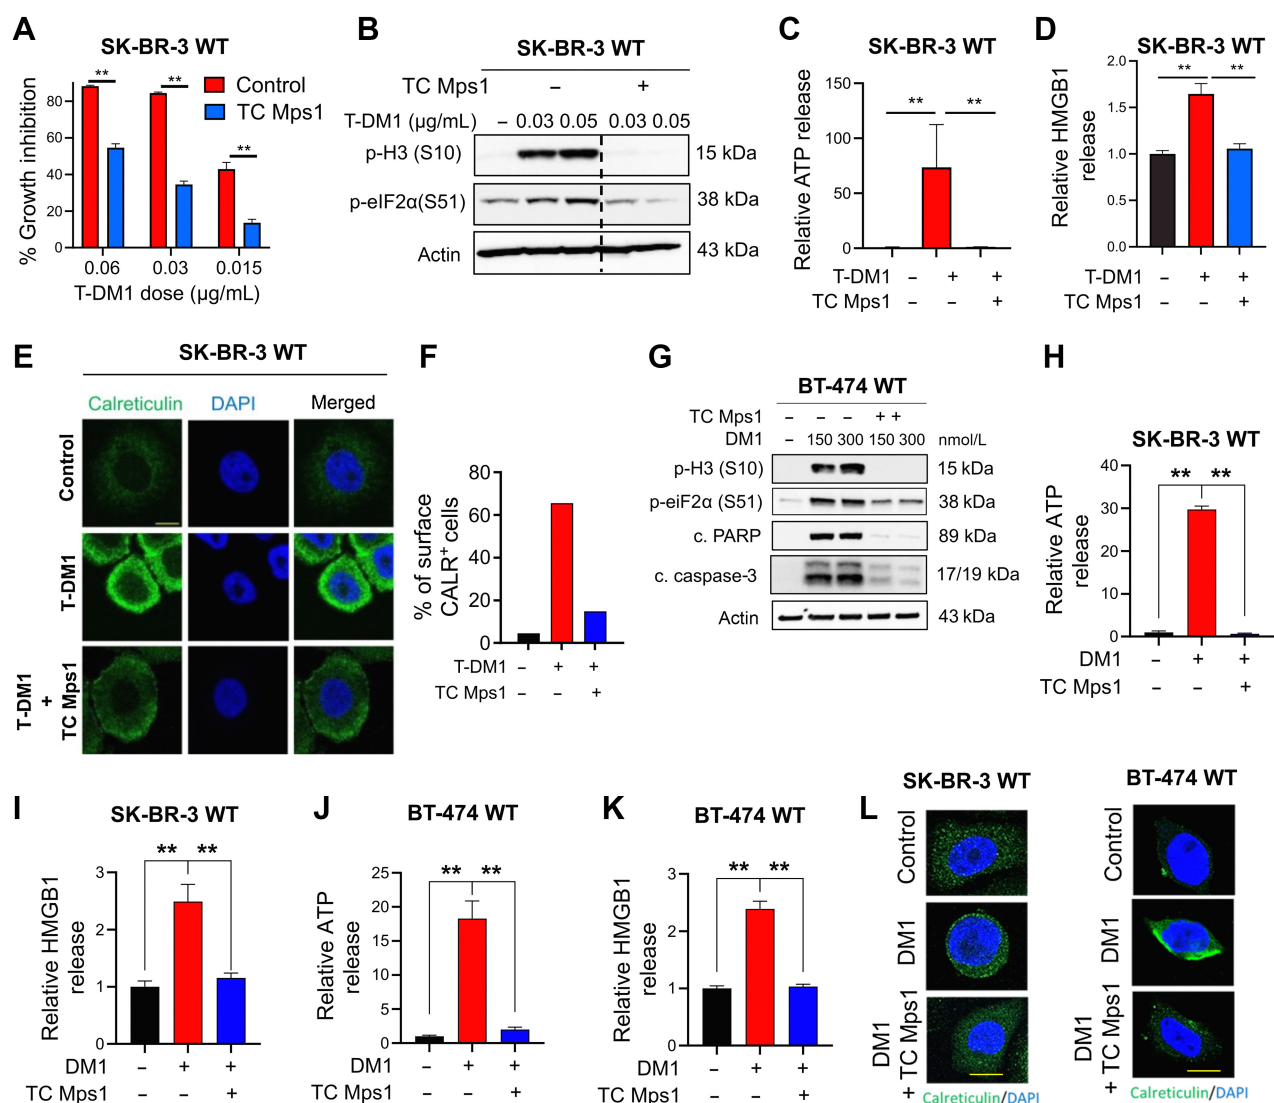 A
SK-BR-3 WT
% Growth inhibition
80
60
40
20
0
**
**
**
Control
TC Mps1
0.06 0.03 0.015
T-DM1 dose (µg/mL)
B
SK-BR-3 WT
TC Mps1 – +
T-DM1 (µg/mL) – 0.03 0.05 0.03 0.05
p-H3 (S10) 15 kDa
p-eIF2α(S51) 38 kDa
Actin 43 kDa
C
SK-BR-3 WT
Relative ATP release
150
100
50
0
** **
T-DM1 – + +
TC Mps1 – – +
D
SK-BR-3 WT
Relative HMGB1
release
2.0
1.5
1.0
0.5
0.0
** **
T-DM1 – + +
TC Mps1 – – +
E
SK-BR-3 WT
Calreticulin DAPI Merged
Control
T-DM1
T-DM1
+
TC Mps1
F
% of surface
CALR+ cells
80
60
40
20
0
T-DM1 – + +
TC Mps1 – – +
G
BT-474 WT
TC Mps1 – – – + +
DM1 – 150 300 150 300 nmol/L
p-H3 (S10) 15 kDa
p-eiF2α (S51) 38 kDa
c. PARP 89 kDa
c. caspase-3 17/19 kDa
Actin 43 kDa
H
SK-BR-3 WT
Relative ATP
release
40
30
20
10
0
** **
DM1 – + +
TC Mps1 – – +
I
SK-BR-3 WT
Relative HMGB1
release
3
2
1
0
** **
DM1 – + +
TC Mps1 – – +
J
BT-474 WT
Relative ATP
release
25
20
15
10
5
0
** **
DM1 – + +
TC Mps1 – – +
K
BT-474 WT
Relative HMGB1
release
3
2
1
0
** **
DM1 – + +
TC Mps1 – – +
L
SK-BR-3 WT
Control
DM1
DM1
+ TC Mps1
Calreticulin/DAPI
BT-474 WT
Control
DM1
DM1
+ TC Mps1
Calreticulin/DAPI